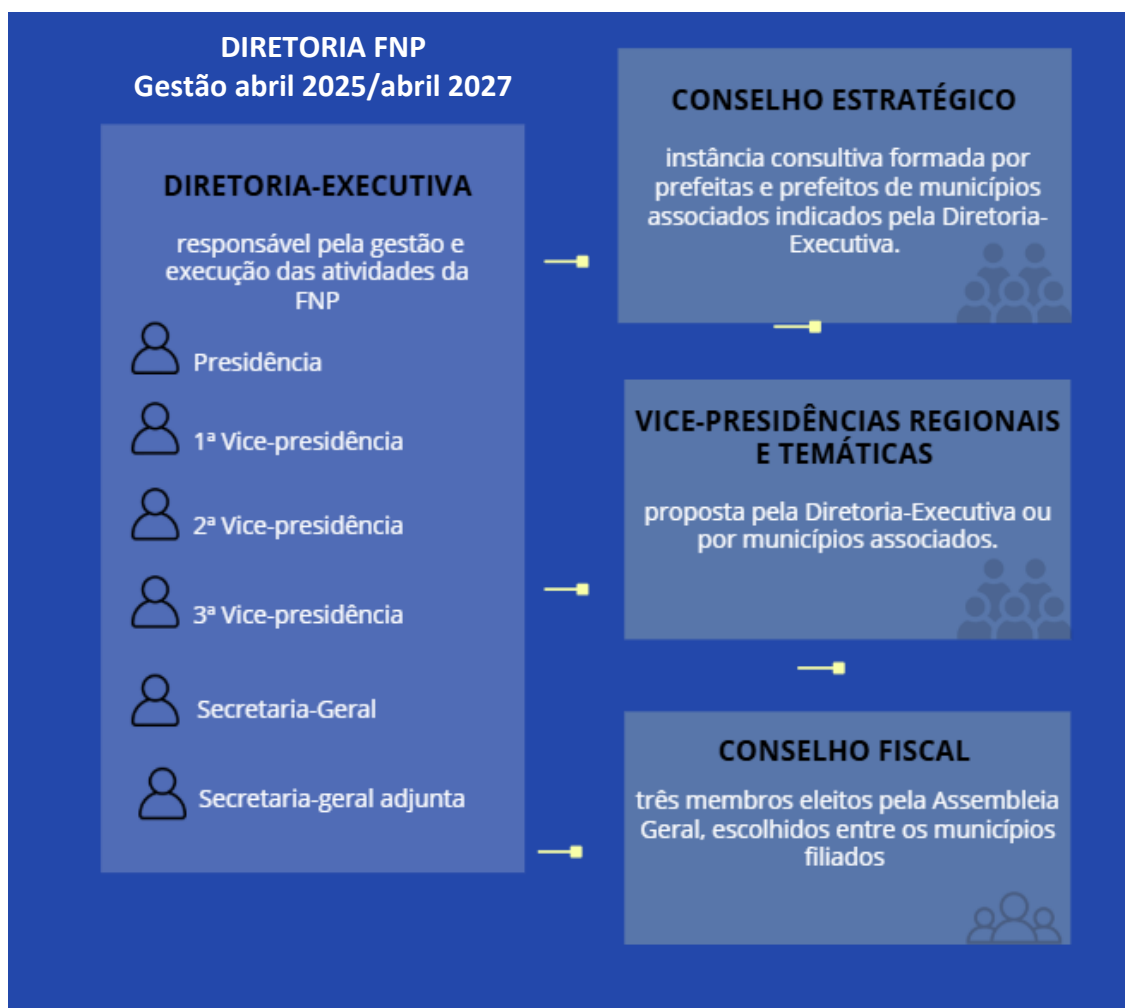 DIRETORIA FNP
Gestão abril 2025/abril 2027
DIRETORIA-EXECUTIVA
responsável pela gestão e
execução das atividades da
FNP
Presidência
1ª Vice-presidência
2ª Vice-presidência
3ª Vice-presidência
Secretaria-Geral
Secretaria-geral adjunta
CONSELHO ESTRATÉGICO
instância consultiva formada por
prefeitas e prefeitos de municípios
associados indicados pela Diretoria-
Executiva.
VICE-PRESIDÊNCIAS REGIONAIS
E TEMÁTICAS
proposta pela Diretoria-Executiva ou
por municípios associados.
CONSELHO FISCAL
três membros eleitos pela Assembleia
Geral, escolhidos entre os municípios
filiados